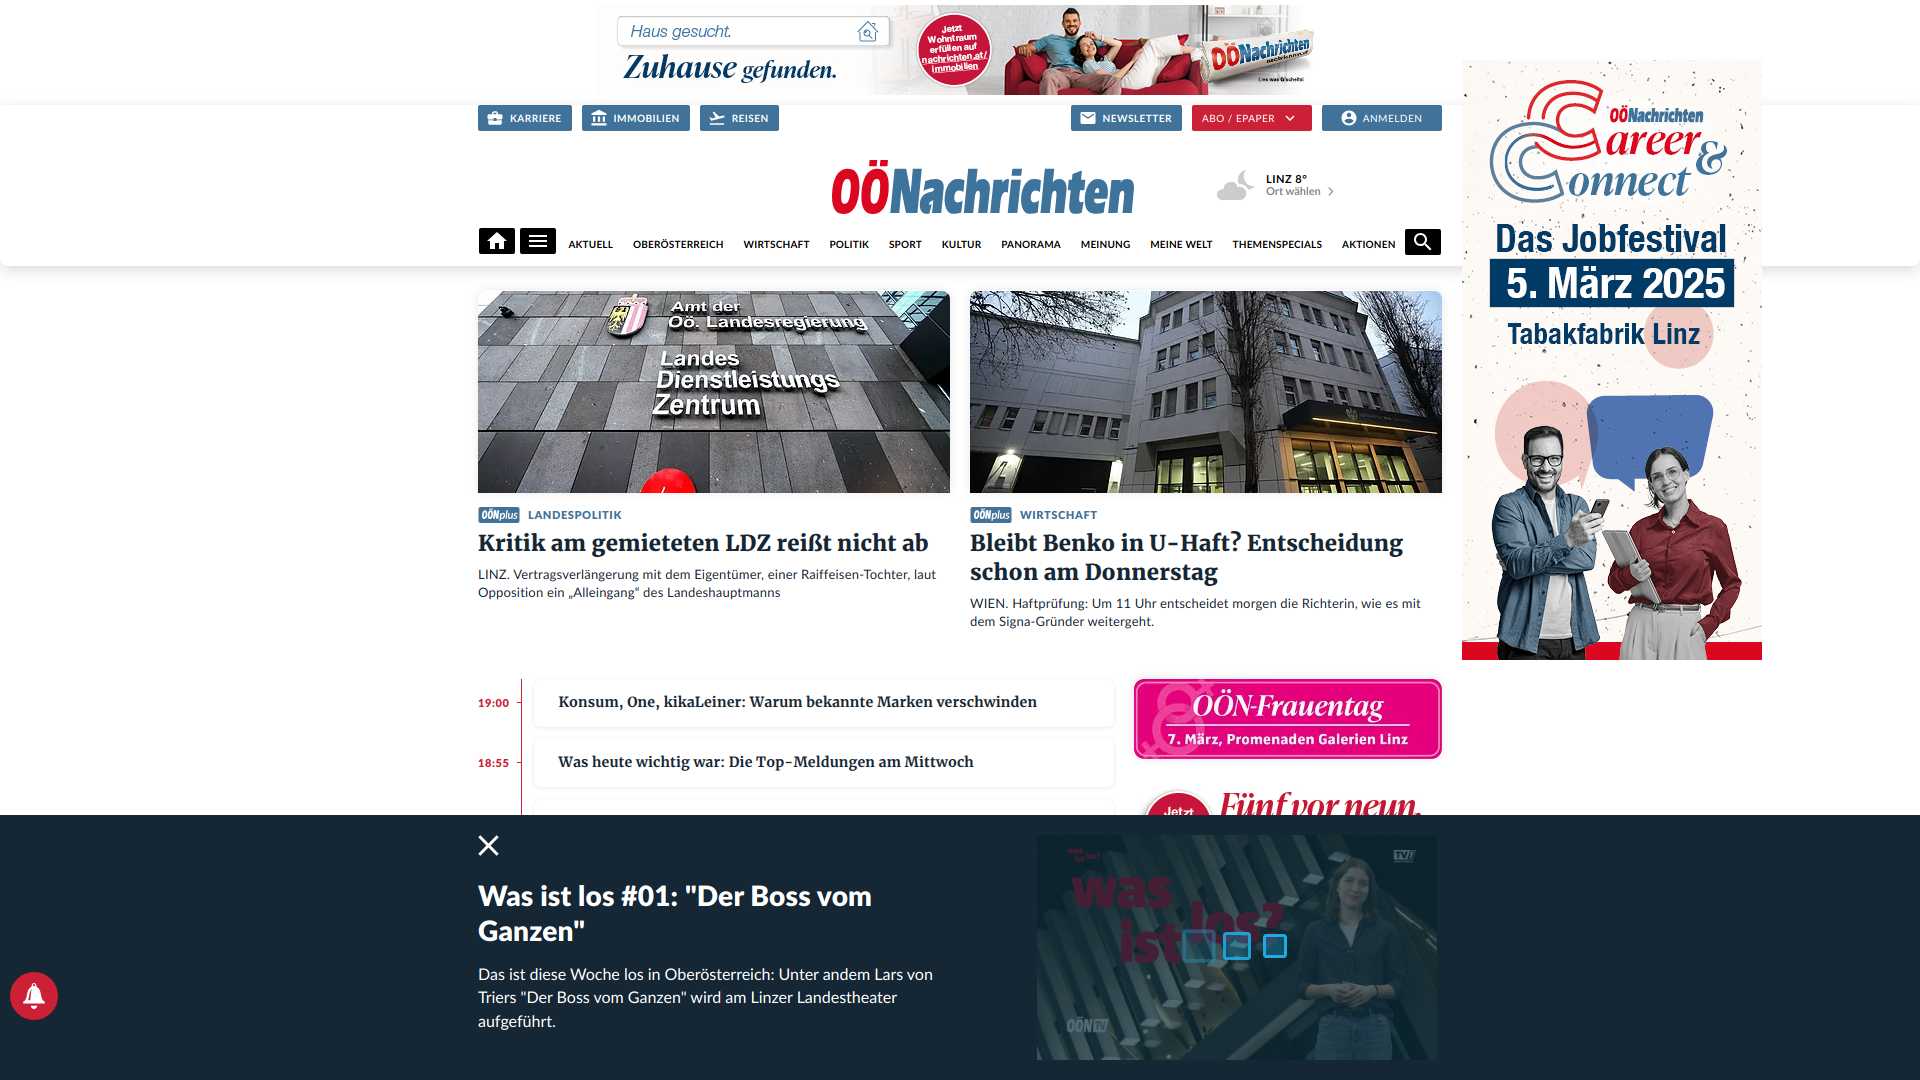 Haus gesucht.
Zuhause gefunden.
Jetzt
Wohntraum
erfüllen auf
nachrichten.at/
immobilien
OÖNachrichten
Lies was G'scheits!
KARRIERE
IMMOBILIEN
REISEN
NEWSLETTER
ABO / EPAPER
ANMELDEN
OÖNachrichten
LINZ 8°
Ort wählen
AKTUELL
OBERÖSTERREICH
WIRTSCHAFT
POLITIK
SPORT
KULTUR
PANORAMA
MEINUNG
MEINE WELT
THEMENSPECIALS
AKTIONEN
OÖNachrichten
Career &
Connect
Das Jobfestival
5. März 2025
Tabakfabrik Linz
Amt der
Oö. Landesregierung
Landes
Dienstleistungs
Zentrum
OÖNplus LANDESPOLITIK
Kritik am gemieteten LDZ reißt nicht ab
LINZ. Vertragsverlängerung mit dem Eigentümer, einer Raiffeisen-Tochter, laut
Opposition ein „Alleingang“ des Landeshauptmanns
OÖNplus WIRTSCHAFT
Bleibt Benko in U-Haft? Entscheidung
schon am Donnerstag
WIEN. Haftprüfung: Um 11 Uhr entscheidet morgen die Richterin, wie es mit
dem Signa-Gründer weitergeht.
19:00 Konsum, One, kikaLeiner: Warum bekannte Marken verschwinden
18:55 Was heute wichtig war: Die Top-Meldungen am Mittwoch
OÖN-Frauentag
7. März, Promenaden Galerien Linz
Jetzt
Fünf vor neun.
Was ist los #01: "Der Boss vom
Ganzen"
Das ist diese Woche los in Oberösterreich: Unter andem Lars von
Triers "Der Boss vom Ganzen" wird am Linzer Landestheater
aufgeführt.
was
ist los?
OÖNTV